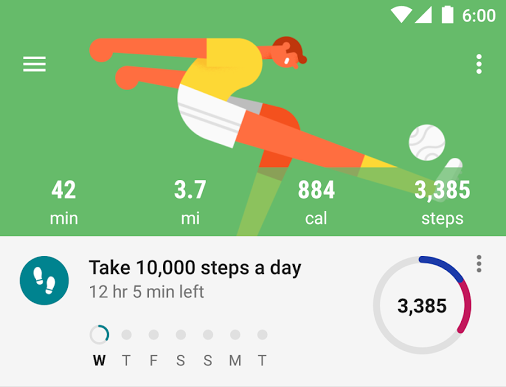 6:00
42 3.7 884 3,385
min mi cal steps
Take 10,000 steps a day
12 hr 5 min left
3,385
W T F S S M T